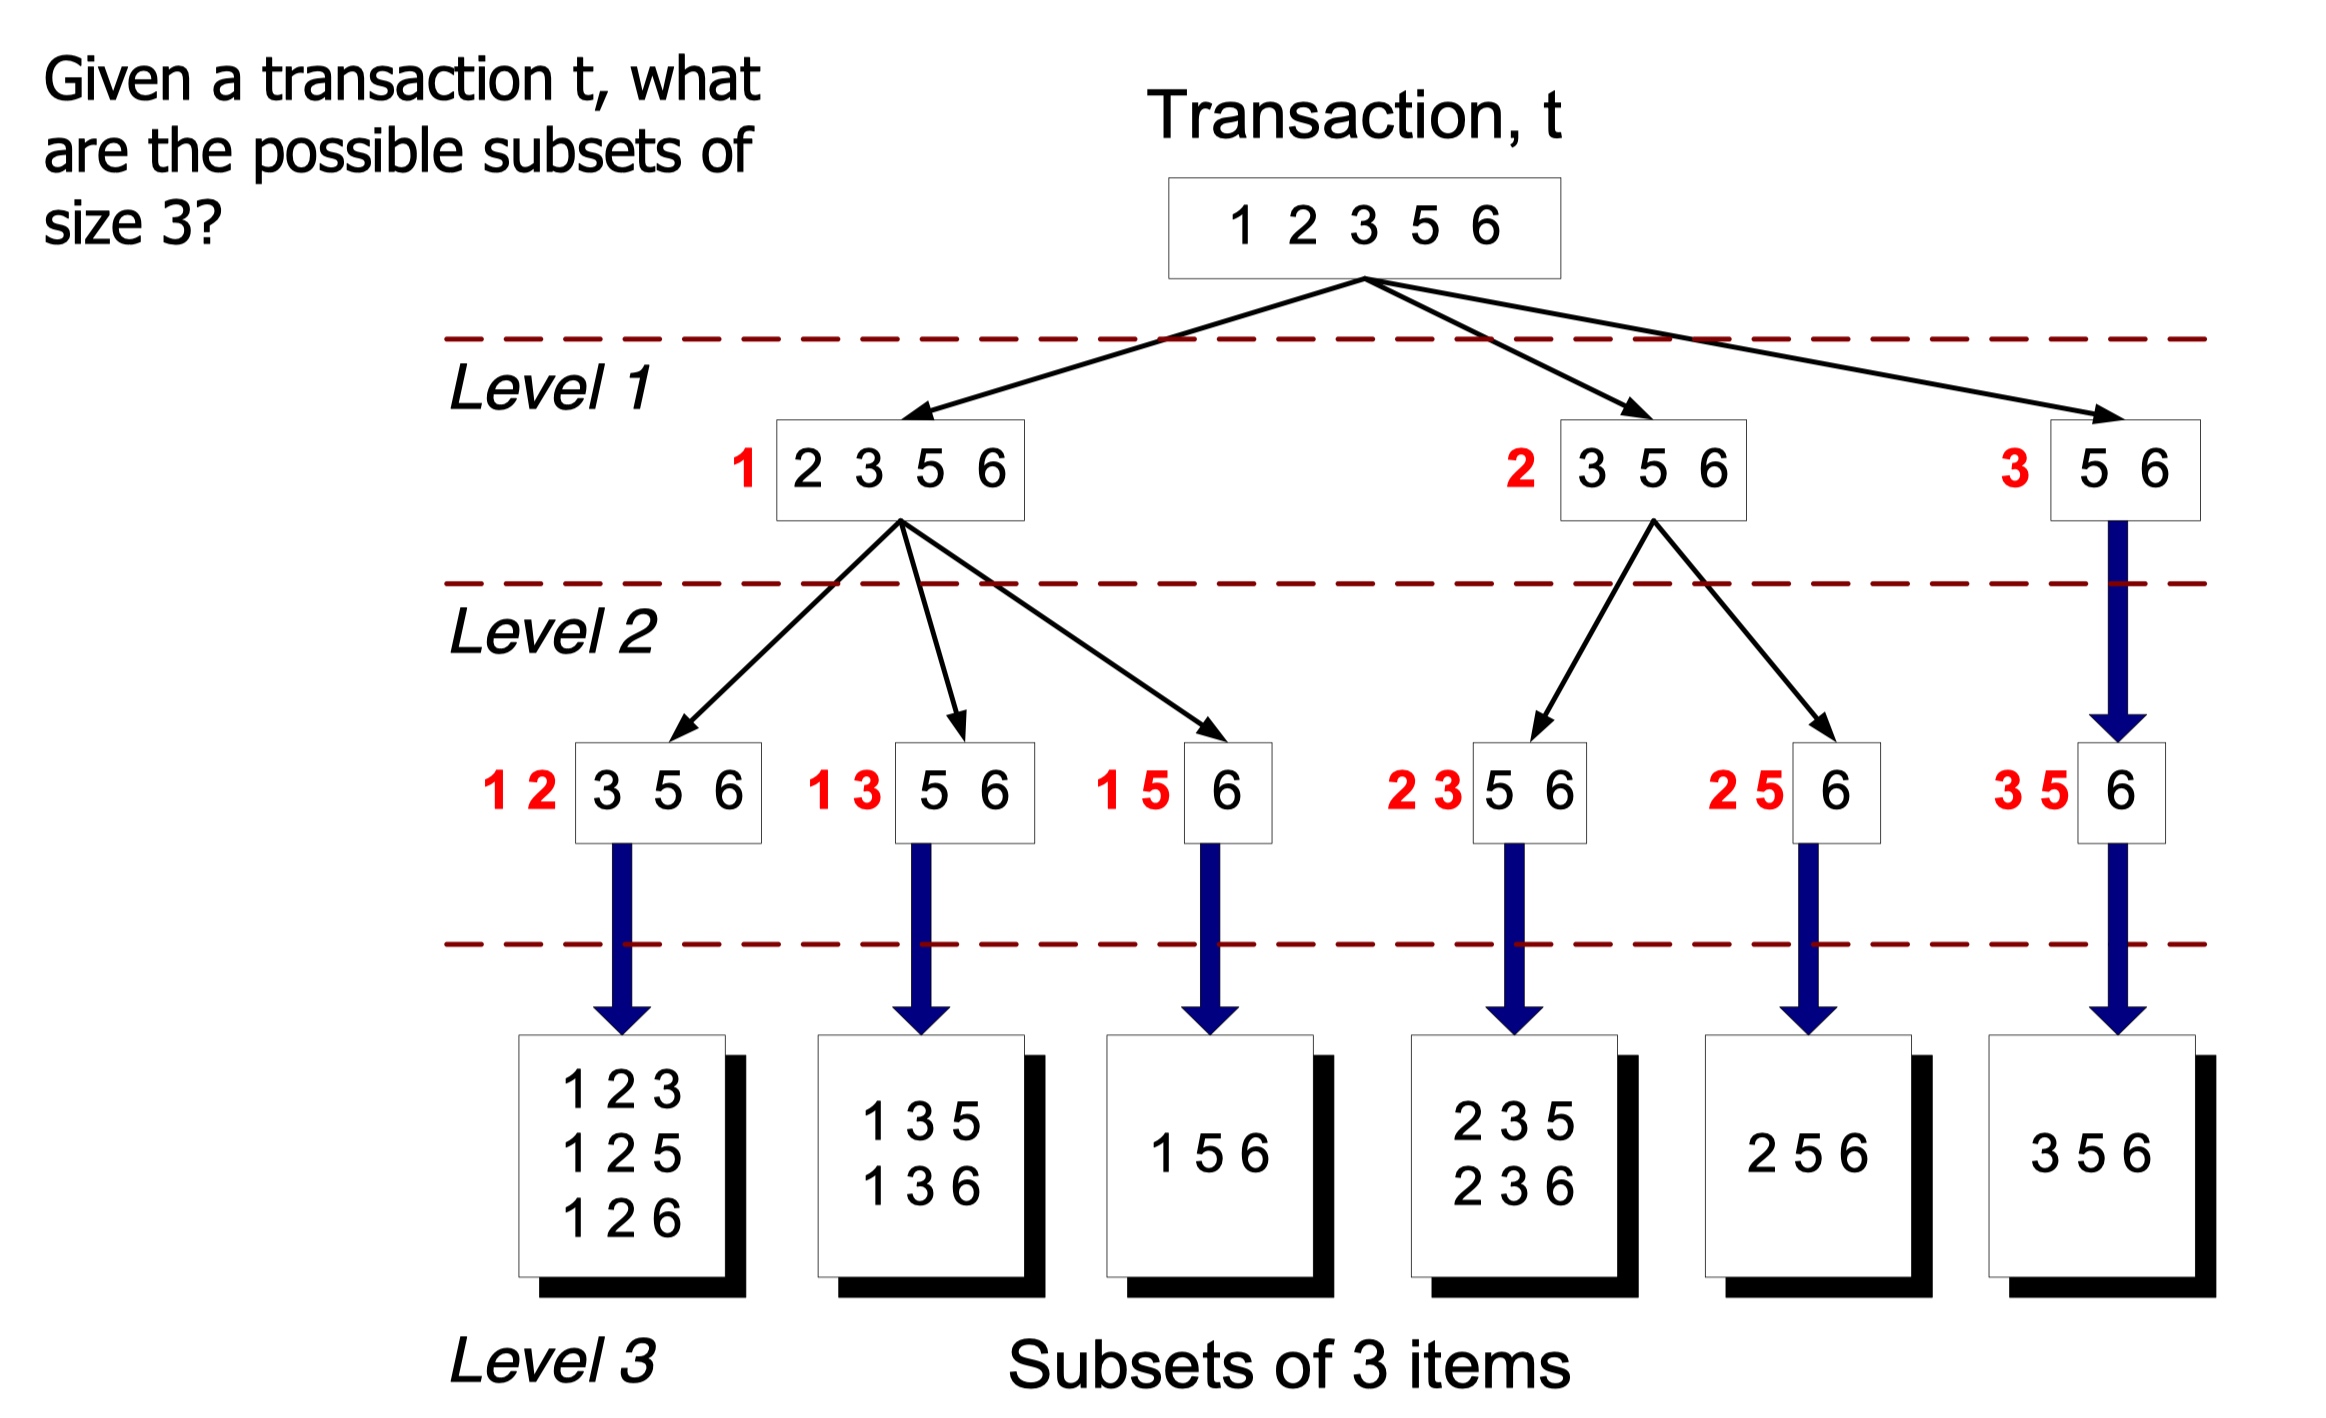 Given a transaction t, what
are the possible subsets of
size 3?
Transaction, t
1 2 3 5 6
Level 1
1 2 3 5 6
2 3 5 6
3 5 6
Level 2
1 2 3 5 6
1 3 5 6
1 5 6
2 3 5 6
2 5 6
3 5 6
1 2 3
1 2 5
1 2 6
1 3 5
1 3 6
1 5 6
2 3 5
2 3 6
2 5 6
3 5 6
Level 3
Subsets of 3 items